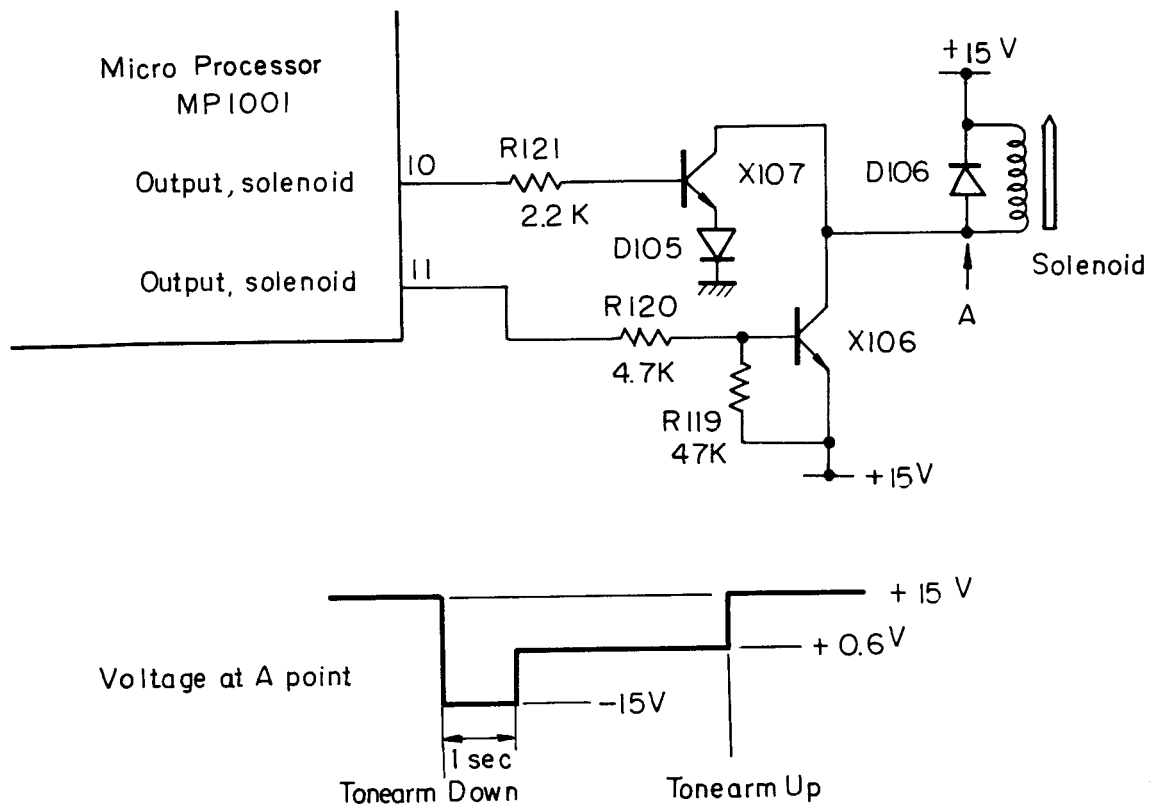 Micro Processor
MP1001
Output, solenoid
10
R121
2.2 K
X107
D105
Output, solenoid
11
R120
4.7K
R119
47K
X106
+15V
+15 V
D106
Solenoid
A
Voltage at A point
+ 15 V
+ 0.6V
-15V
1 sec
Tonearm Down
Tonearm Up